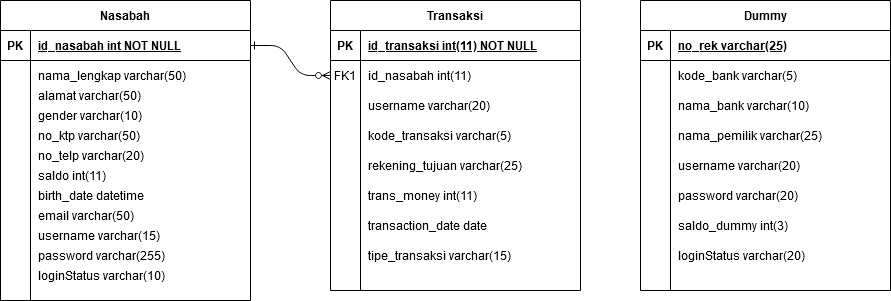 Nasabah
PK id_nasabah int NOT NULL
nama_lengkap varchar(50)
alamat varchar(50)
gender varchar(10)
no_ktp varchar(50)
no_telp varchar(20)
saldo int(11)
birth_date datetime
email varchar(50)
username varchar(15)
password varchar(255)
loginStatus varchar(10)
Transaksi
PK id_transaksi int(11) NOT NULL
FK1 id_nasabah int(11)
username varchar(20)
kode_transaksi varchar(5)
rekening_tujuan varchar(25)
trans_money int(11)
transaction_date date
tipe_transaksi varchar(15)
Dummy
PK no_rek varchar(25)
kode_bank varchar(5)
nama_bank varchar(10)
nama_pemilik varchar(25)
username varchar(20)
password varchar(20)
saldo_dummy int(3)
loginStatus varchar(20)